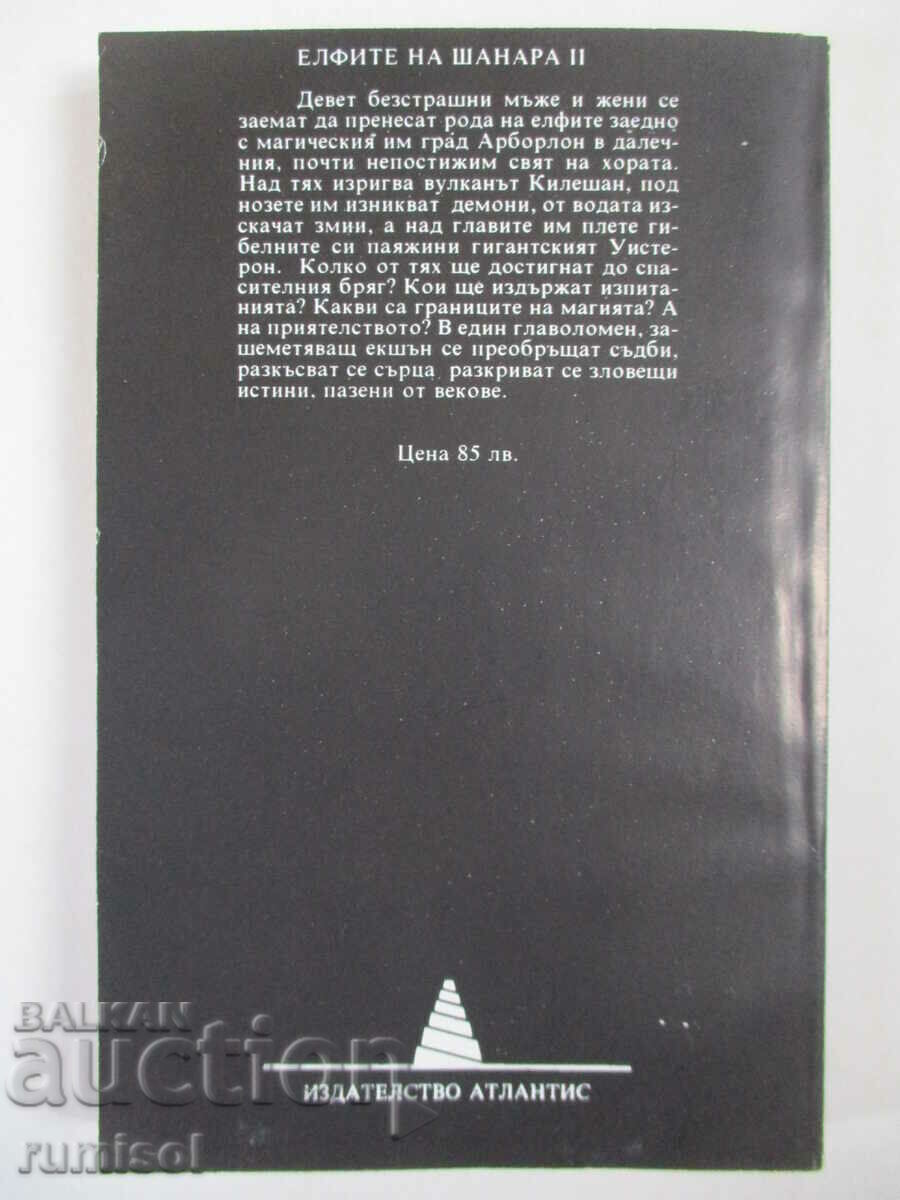 ЕЛФИТЕ НА ШАНАРА II
Девет безстрашни мъже и жени се
заемат да пренесат рода на елфите заедно
с магическия им град Арборлон в далеч-
ния, почти непостижим свят на хората.
Над тях изригва вулканът Килешан, под
нозете им изникват демони, от водата из-
скачат змии, а над главите им плете ги-
белните си паяжини гигантският Уисте-
рон. Колко от тях ще достигнат до спа-
сителния бряг? Кои ще издържат изпита-
нията? Какви са границите на магията? А
на приятелството? В един главоломен, за-
шеметяващ екшън се преобръщат съдби,
разкъсват се сърца, разкриват се зловещи
истини, пазени от векове.
Цена 85 лв.
ИЗДАТЕЛСТВО АТЛАНТИС
BALKAN
auction
rumisol